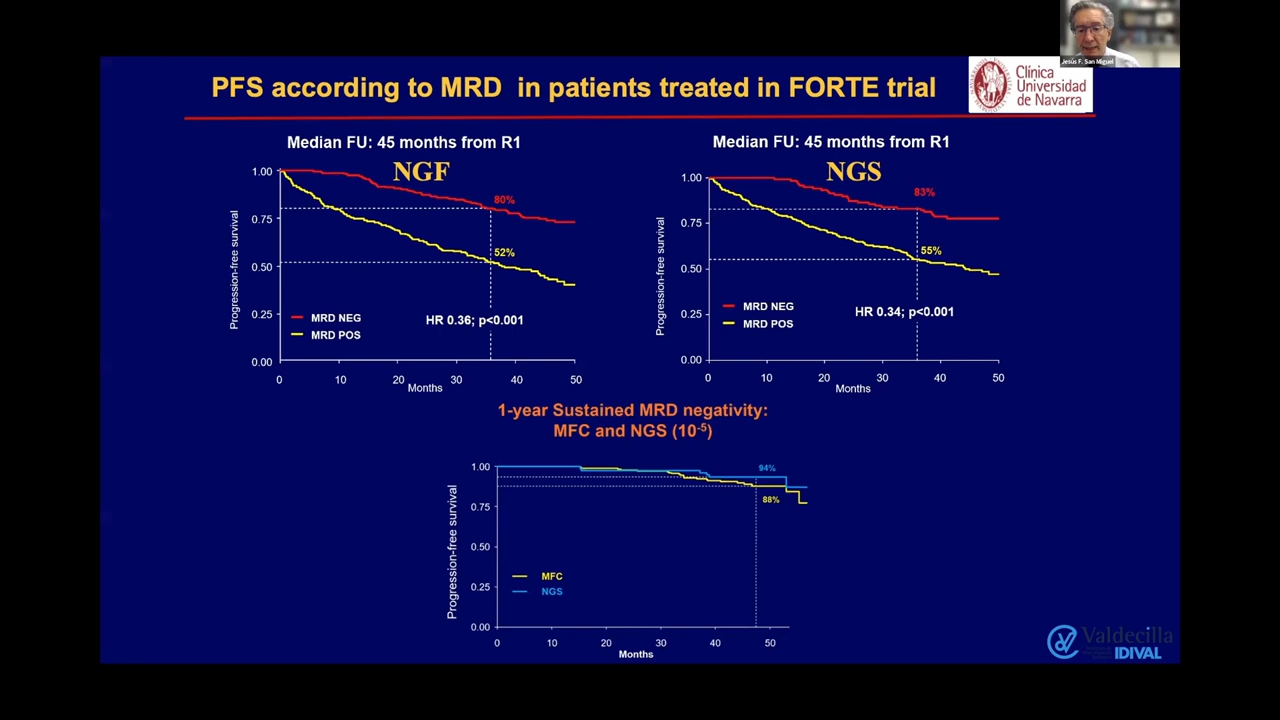 Jesús F. San Miguel
PFS according to MRD in patients treated in FORTE trial
Clínica
Universidad
de Navarra
Median FU: 45 months from R1
NGF
1.00
0.75
0.50
0.25
0.00
Progression-free survival
80%
52%
MRD NEG
MRD POS
HR 0.36; p<0.001
0 10 20 30 40 50
Months
Median FU: 45 months from R1
NGS
1.00
0.75
0.50
0.25
0.00
Progression-free survival
83%
55%
MRD NEG
MRD POS
HR 0.34; p<0.001
0 10 20 30 40 50
Months
1-year Sustained MRD negativity:
MFC and NGS (10-5)
1.00
0.75
0.50
0.25
0.00
Progression-free survival
94%
88%
MFC
NGS
0 10 20 30 40 50
Months
Valdecilla
IDIVAL